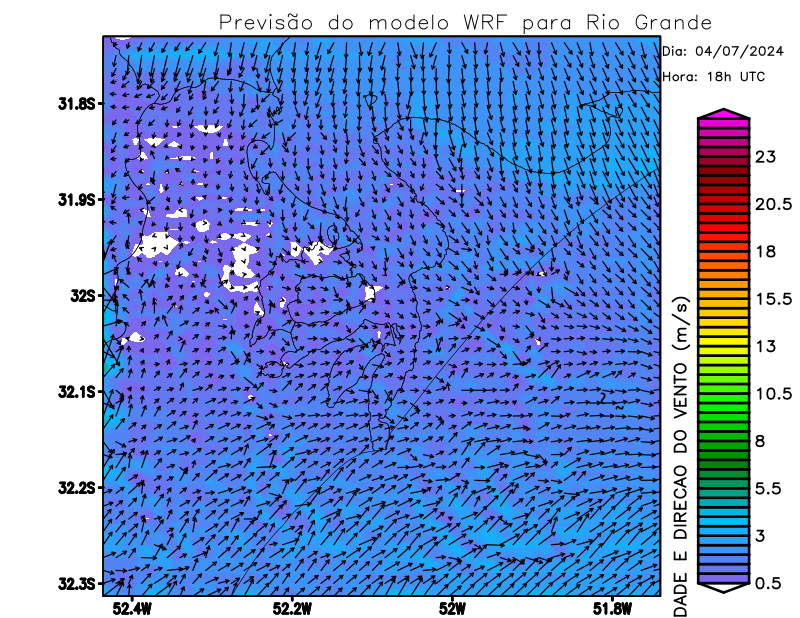 Previsão do modelo WRF para Rio Grande
Dia: 04/07/2024
Hora: 18h UTC
31.8S
31.9S
32S
32.1S
32.2S
32.3S
52.4W
52.2W
52W
51.8W
23
20.5
18
15.5
13
10.5
8
5.5
3
0.5
DADE E DIRECAO DO VENTO (m/s)